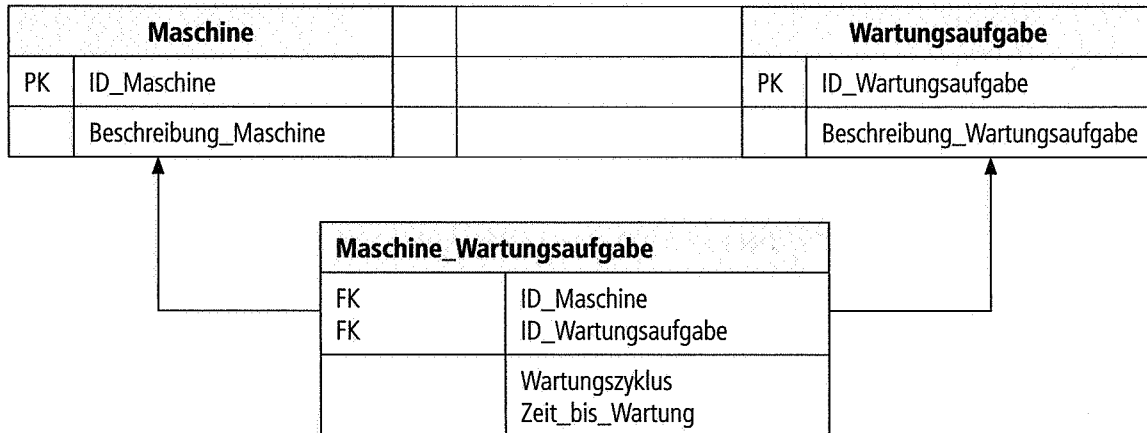 Maschine
PK ID_Maschine
Beschreibung_Maschine
Wartungsaufgabe
PK ID_Wartungsaufgabe
Beschreibung_Wartungsaufgabe
Maschine_Wartungsaufgabe
FK ID_Maschine
FK ID_Wartungsaufgabe
Wartungszyklus
Zeit_bis_Wartung